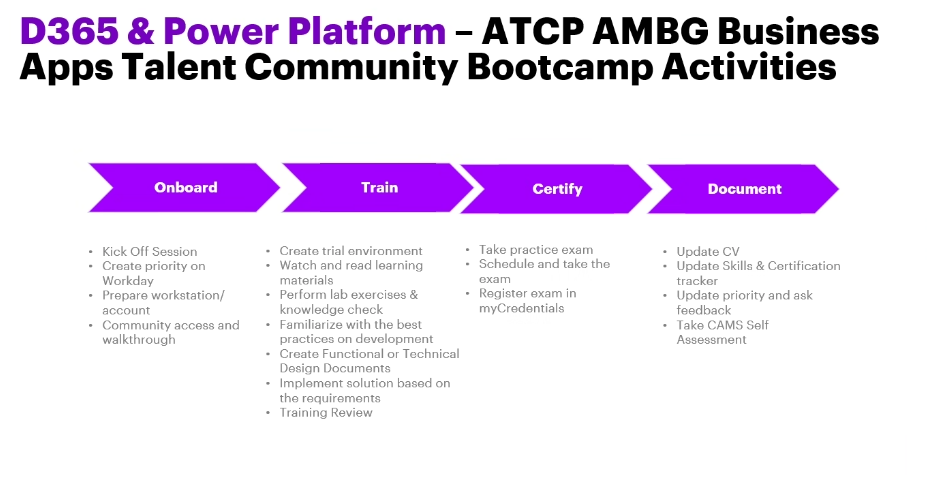 D365 & Power Platform – ATCP AMBG Business
Apps Talent Community Bootcamp Activities
Onboard
Train
Certify
Document
• Kick Off Session
• Create priority on
Workday
• Prepare workstation/
account
• Community access and
walkthrough
• Create trial environment
• Watch and read learning
materials
• Perform lab exercises &
knowledge check
• Familiarize with the best
practices on development
• Create Functional or Technical
Design Documents
• Implement solution based on
the requirements
• Training Review
• Take practice exam
• Schedule and take the
exam
• Register exam in
myCredentials
• Update CV
• Update Skills & Certification
tracker
• Update priority and ask
feedback
• Take CAMS Self
Assessment